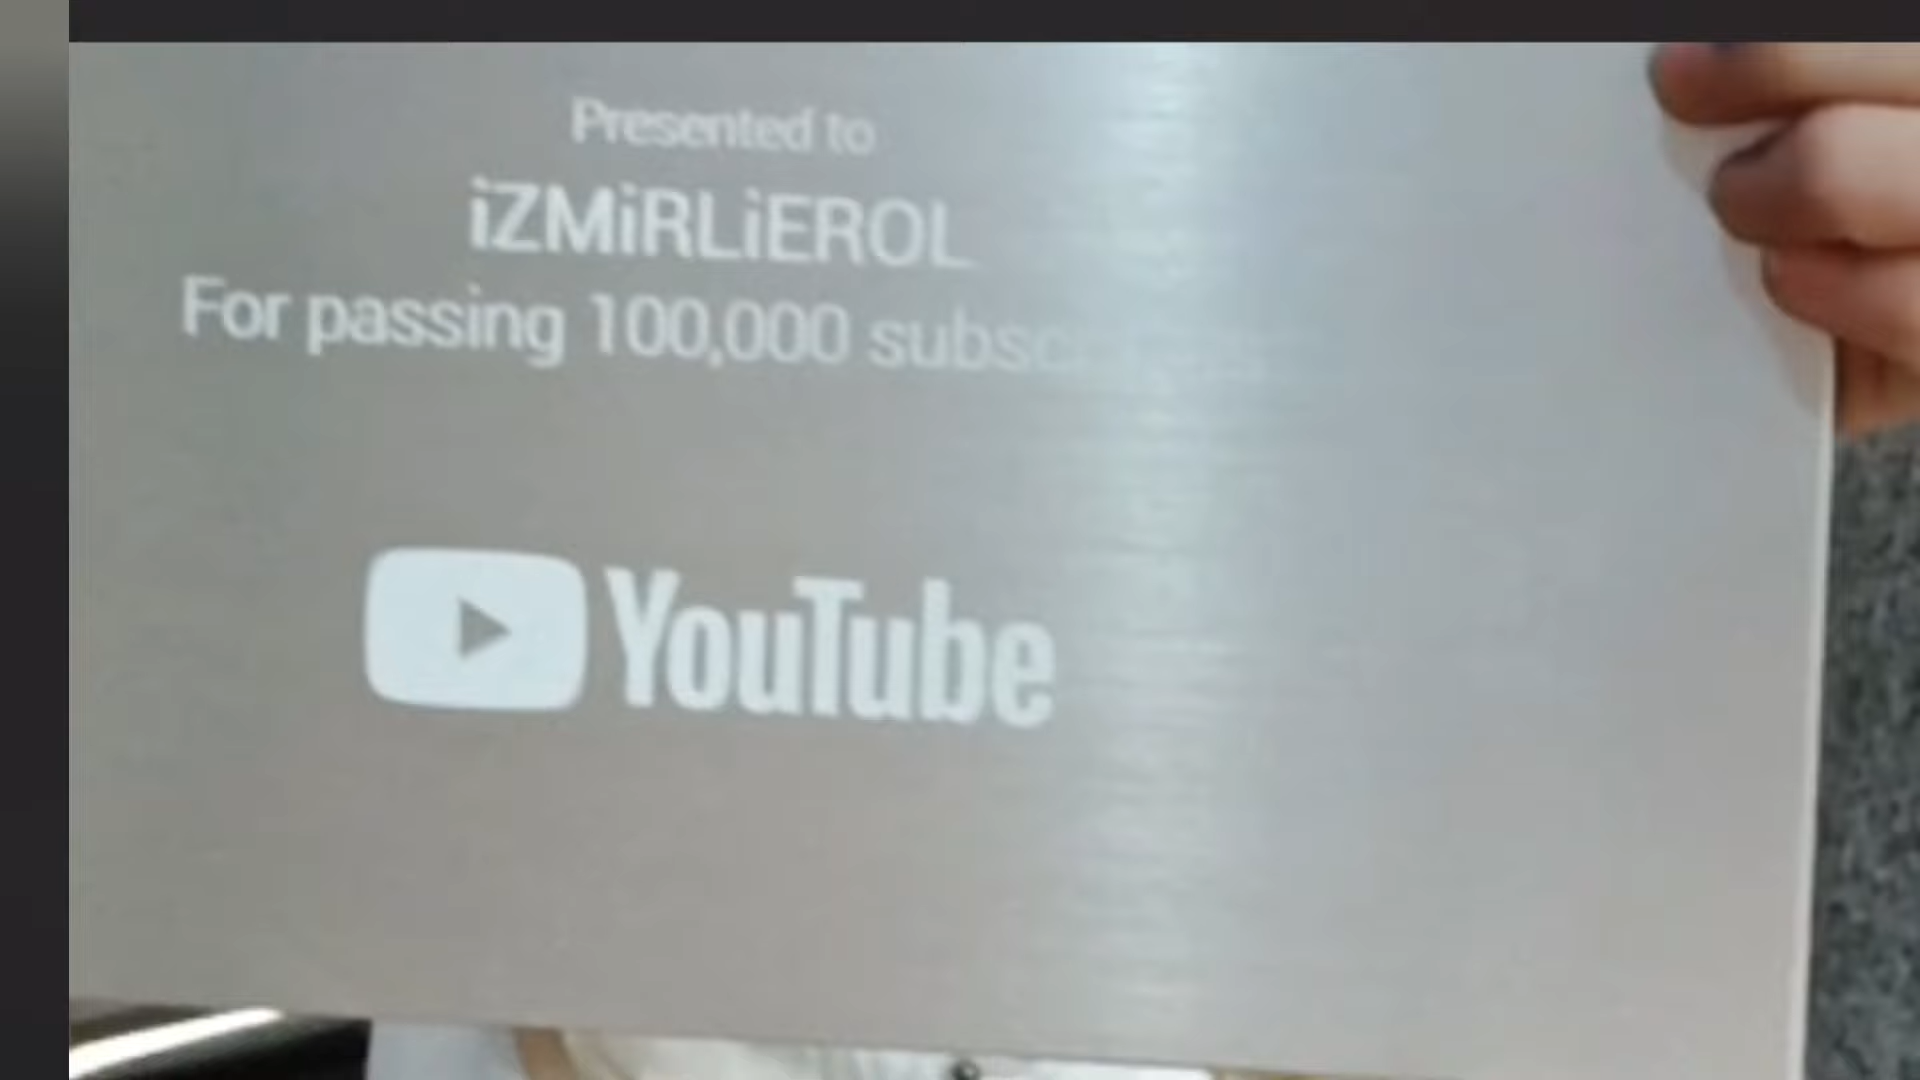 Presented to
iZMiRLiEROL
For passing 100,000
YouTube